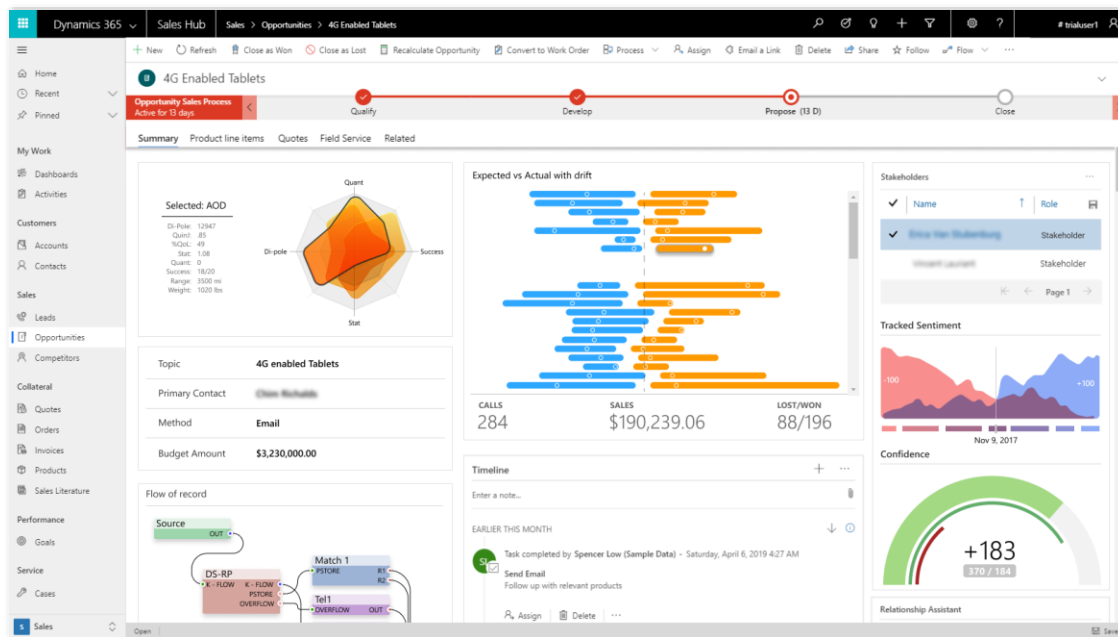 Dynamics 365
Sales Hub
Sales > Opportunities > 4G Enabled Tablets
# trialuser1
New
Refresh
Close as Won
Close as Lost
Recalculate Opportunity
Convert to Work Order
Process
Assign
Email a Link
Delete
Share
Follow
Flow
Home
Recent
Pinned
My Work
Dashboards
Activities
Customers
Accounts
Contacts
Sales
Leads
Opportunities
Competitors
Collateral
Quotes
Orders
Invoices
Products
Sales Literature
Performance
Goals
Service
Cases
S Sales
4G Enabled Tablets
Opportunity Sales Process
Active for 13 days
Qualify
Develop
Propose (13 D)
Close
Summary
Product line items
Quotes
Field Service
Related
Selected: AOD
Di-Pole: 12947
QuinJ: .85
%QoL: 49
Stat: 1.08
Quant: 0
Success: 18/20
Range: 3500 mi
Weight: 1020 lbs
Quant
Di-pole
Success
Stat
Topic 4G enabled Tablets
Primary Contact
Method Email
Budget Amount $3,230,000.00
Flow of record
Source
OUT
DS-RP
K - FLOW K - FLOW
PSTORE
OVERFLOW
Match 1
PSTORE R1
R2
Tel1
OVERFLOW OUT
Expected vs Actual with drift
CALLS
284
SALES
$190,239.06
LOST/WON
88/196
Timeline
Enter a note...
EARLIER THIS MONTH
Task completed by Spencer Low (Sample Data) - Saturday, April 6, 2019 4:27 AM
Send Email
Follow up with relevant products
Assign
Delete
Stakeholders
Name
Role
Stakeholder
Stakeholder
Page 1
Tracked Sentiment
-100
+100
Nov 9, 2017
Confidence
+183
370 / 184
Relationship Assistant
Open
Save